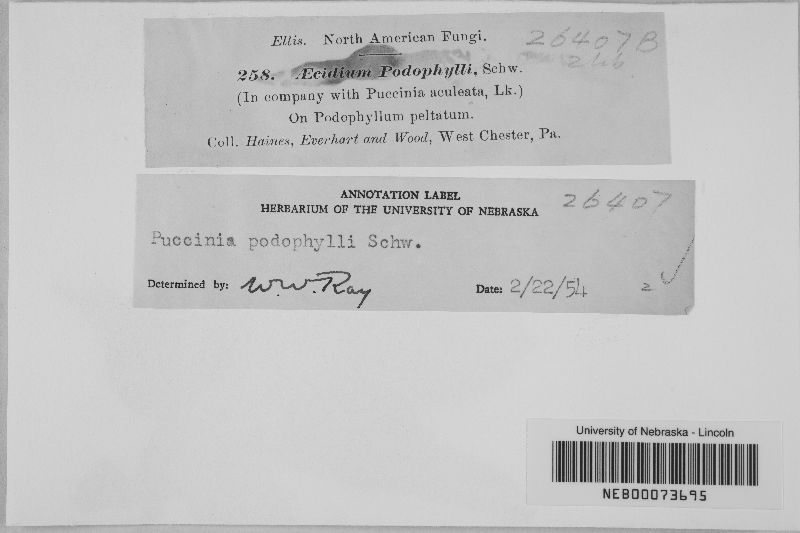 Ellis. North American Fungi.
26407B
246
258. Æcidium Podophylli, Schw.
(In company with Puccinia aculeata, Lk.)
On Podophyllum peltatum.
Coll. Haines, Everhart and Wood, West Chester, Pa.
ANNOTATION LABEL
HERBARIUM OF THE UNIVERSITY OF NEBRASKA
26407
Puccinia podophylli Schw.
Determined by: W.W. Ray Date: 2/22/54 2
University of Nebraska - Lincoln
NEB00073695